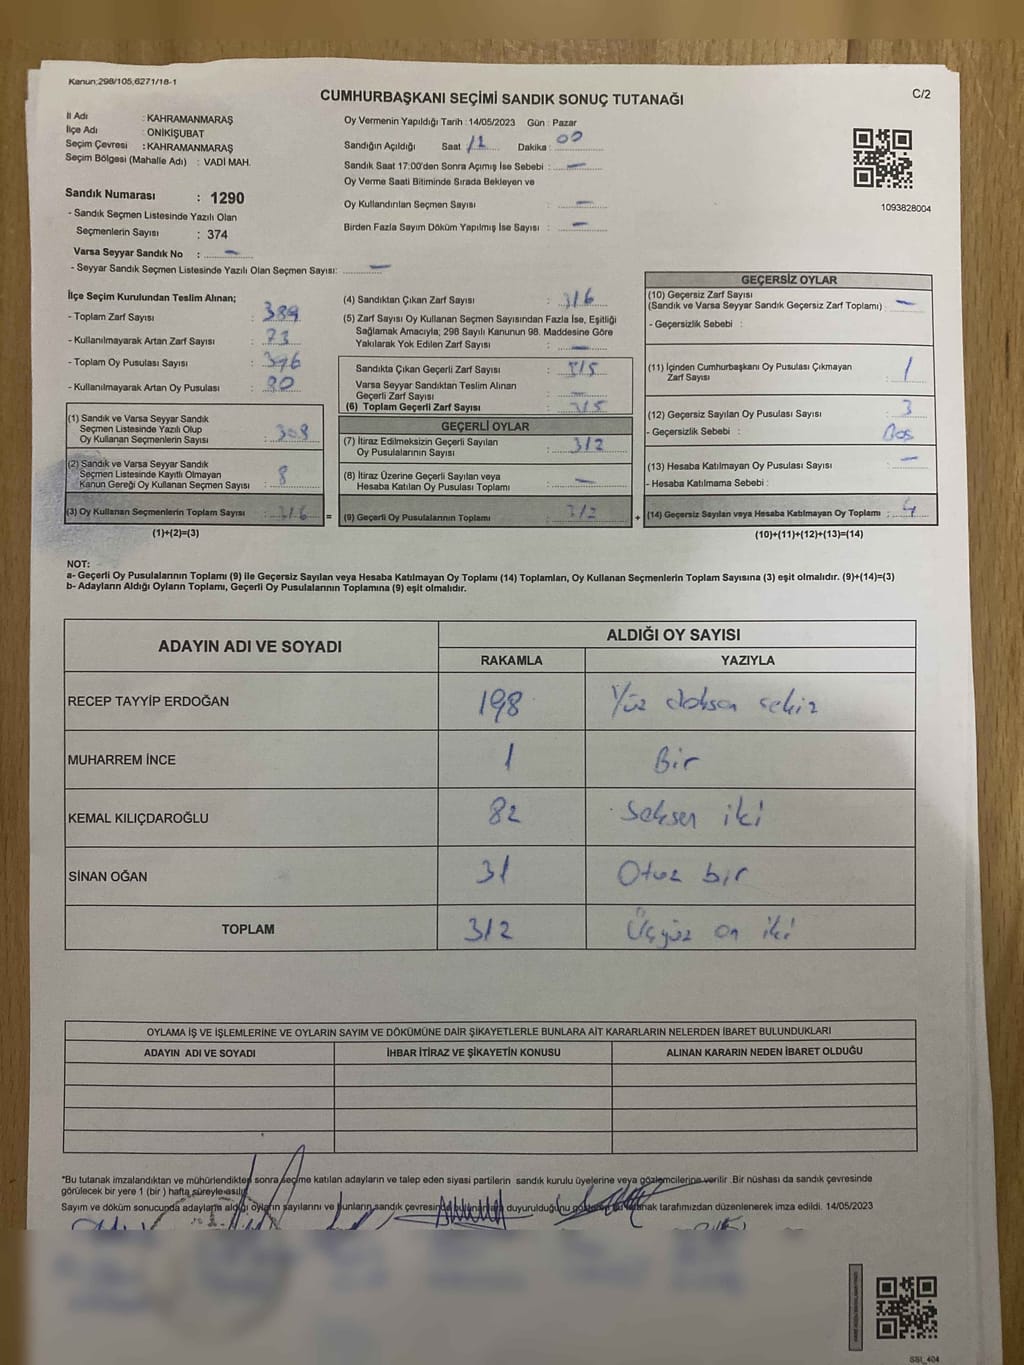 Kanun;298/105,6271/18-1
C/2
CUMHURBAŞKANI SEÇİMİ SANDIK SONUÇ TUTANAĞI
İl Adı : KAHRAMANMARAŞ
İlçe Adı : ONİKİŞUBAT
Seçim Çevresi : KAHRAMANMARAŞ
Seçim Bölgesi (Mahalle Adı) : VADİ MAH.
Sandık Numarası : 1290
- Sandık Seçmen Listesinde Yazılı Olan
Seçmenlerin Sayısı : 374
Varsa Seyyar Sandık No : —
- Seyyar Sandık Seçmen Listesinde Yazılı Olan Seçmen Sayısı: —
Oy Vermenin Yapıldığı Tarih : 14/05/2023 Gün : Pazar
Sandığın Açıldığı Saat Dakika : 00
Sandık Saat 17:00'den Sonra Açımış İse Sebebi : —
Oy Verme Saati Bitiminde Sırada Bekleyen ve
Oy Kullandırılan Seçmen Sayısı : —
Birden Fazla Sayım Döküm Yapılmış İse Sayısı : —
1093828004
İlçe Seçim Kurulundan Teslim Alınan;
- Toplam Zarf Sayısı : 389
- Kullanılmayarak Artan Zarf Sayısı : 73
- Toplam Oy Pusulası Sayısı : 396
- Kullanılmayarak Artan Oy Pusulası : 80
(1) Sandık ve Varsa Seyyar Sandık
Seçmen Listesinde Yazılı Olup
Oy Kullanan Seçmenlerin Sayısı : 308
(2) Sandık ve Varsa Seyyar Sandık
Seçmen Listesinde Kayıtlı Olmayan
Kanun Gereği Oy Kullanan Seçmen Sayısı : 8
(3) Oy Kullanan Seçmenlerin Toplam Sayısı : 316 =
(1)+(2)=(3)
(4) Sandıktan Çıkan Zarf Sayısı : 316
(5) Zarf Sayısı Oy Kullanan Seçmen Sayısından Fazla İse, Eşitliği
Sağlamak Amacıyla; 298 Sayılı Kanunun 98. Maddesine Göre
Yakılarak Yok Edilen Zarf Sayısı : —
Sandıkta Çıkan Geçerli Zarf Sayısı : 315
Varsa Seyyar Sandıktan Teslim Alınan
Geçerli Zarf Sayısı : —
(6) Toplam Geçerli Zarf Sayısı : 315
GEÇERLİ OYLAR
(7) İtiraz Edilmeksizin Geçerli Sayılan
Oy Pusulalarının Sayısı : 312
(8) İtiraz Üzerine Geçerli Sayılan veya
Hesaba Katılan Oy Pusulası Toplamı : —
(9) Geçerli Oy Pusulalarının Toplamı : 312 +
GEÇERSİZ OYLAR
(10) Geçersiz Zarf Sayısı
(Sandık ve Varsa Seyyar Sandık Geçersiz Zarf Toplamı) : —
- Geçersizlik Sebebi :
(11) İçinden Cumhurbaşkanı Oy Pusulası Çıkmayan
Zarf Sayısı : 1
(12) Geçersiz Sayılan Oy Pusulası Sayısı : 3
- Geçersizlik Sebebi : Boş
(13) Hesaba Katılmayan Oy Pusulası Sayısı : —
- Hesaba Katılmama Sebebi :
(14) Geçersiz Sayılan veya Hesaba Katılmayan Oy Toplamı : 4
(10)+(11)+(12)+(13)=(14)
NOT:
a- Geçerli Oy Pusulalarının Toplamı (9) ile Geçersiz Sayılan veya Hesaba Katılmayan Oy Toplamı (14) Toplamları, Oy Kullanan Seçmenlerin Toplam Sayısına (3) eşit olmalıdır. (9)+(14)=(3)
b- Adayların Aldığı Oyların Toplamı, Geçerli Oy Pusulalarının Toplamına (9) eşit olmalıdır.
ADAYIN ADI VE SOYADI
ALDIĞI OY SAYISI
RAKAMLA YAZIYLA
RECEP TAYYİP ERDOĞAN 198 Yüz doksan sekiz
MUHARREM İNCE 1 Bir
KEMAL KILIÇDAROĞLU 82 Seksen iki
SİNAN OĞAN 31 Otuz bir
TOPLAM 312 Üçyüz on iki
OYLAMA İŞ VE İŞLEMLERİNE VE OYLARIN SAYIM VE DÖKÜMÜNE DAİR ŞİKAYETLERLE BUNLARA AİT KARARLARIN NELERDEN İBARET BULUNDUKLARI
ADAYIN ADI VE SOYADI İHBAR İTİRAZ VE ŞİKAYETİN KONUSU ALINAN KARARIN NEDEN İBARET OLDUĞU
*Bu tutanak imzalandıktan ve mühürlendikten sonra seçime katılan adayların ve talep eden siyasi partilerin sandık kurulu üyelerine veya gözlemcilerine verilir .Bir nüshası da sandık çevresinde
görülecek bir yere 1 (bir ) hafta süreyle asılır.
Sayım ve döküm sonucunda adayların aldığı oyların sayılarını ve bunların sandık çevresinde duyurulduğunu tutanak tarafımızdan düzenlenerek imza edildi. 14/05/2023
SSI_404